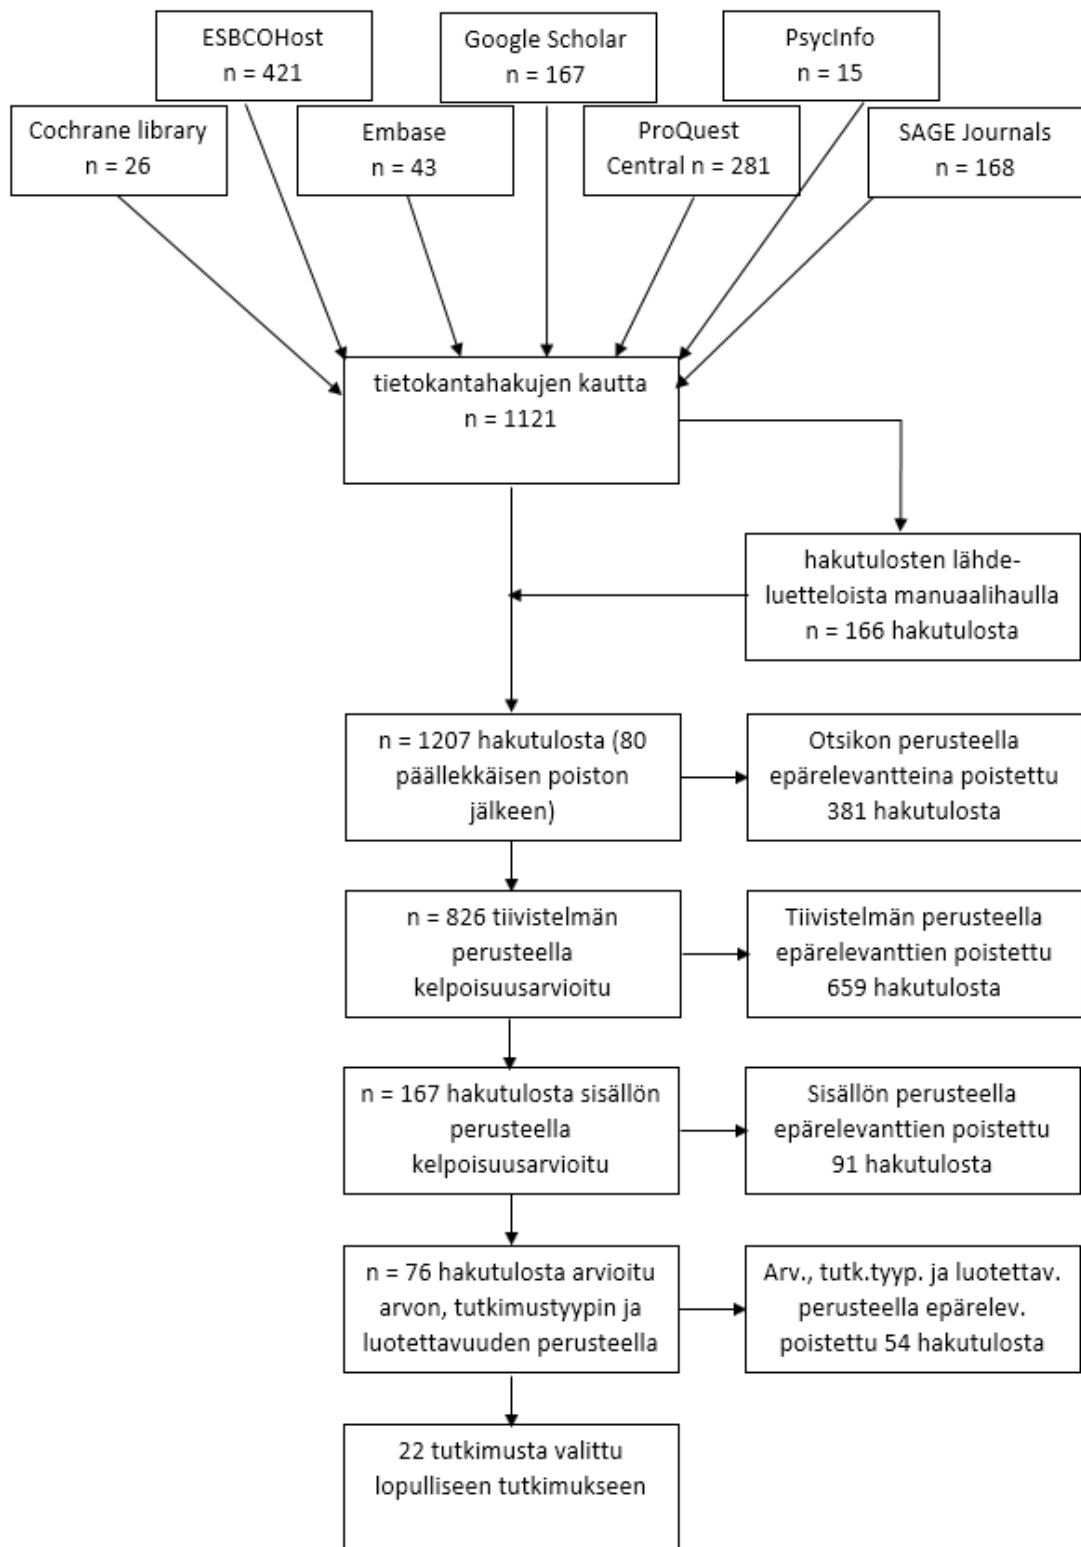 ESBCOHost
n = 421
Google Scholar
n = 167
PsycInfo
n = 15
Cochrane library
n = 26
Embase
n = 43
ProQuest
Central n = 281
SAGE Journals
n = 168
tietokantahakujen kautta
n = 1121
hakutulosten lähde-
luetteloista manuaalihaulla
n = 166 hakutulosta
n = 1207 hakutulosta (80
päällekkäisen poiston
jälkeen)
Otsikon perusteella
epärelevantteina poistettu
381 hakutulosta
n = 826 tiivistelmän
perusteella
kelpoisuusarvioitu
Tiivistelmän perusteella
epärelevanttien poistettu
659 hakutulosta
n = 167 hakutulosta sisällön
perusteella
kelpoisuusarvioitu
Sisällön perusteella
epärelevanttien poistettu
91 hakutulosta
n = 76 hakutulosta arvioitu
arvon, tutkimustyypin ja
luotettavuuden perusteella
Arv., tutk.tyyp. ja luotettav.
perusteella epärelev.
poistettu 54 hakutulosta
22 tutkimusta valittu
lopulliseen tutkimukseen